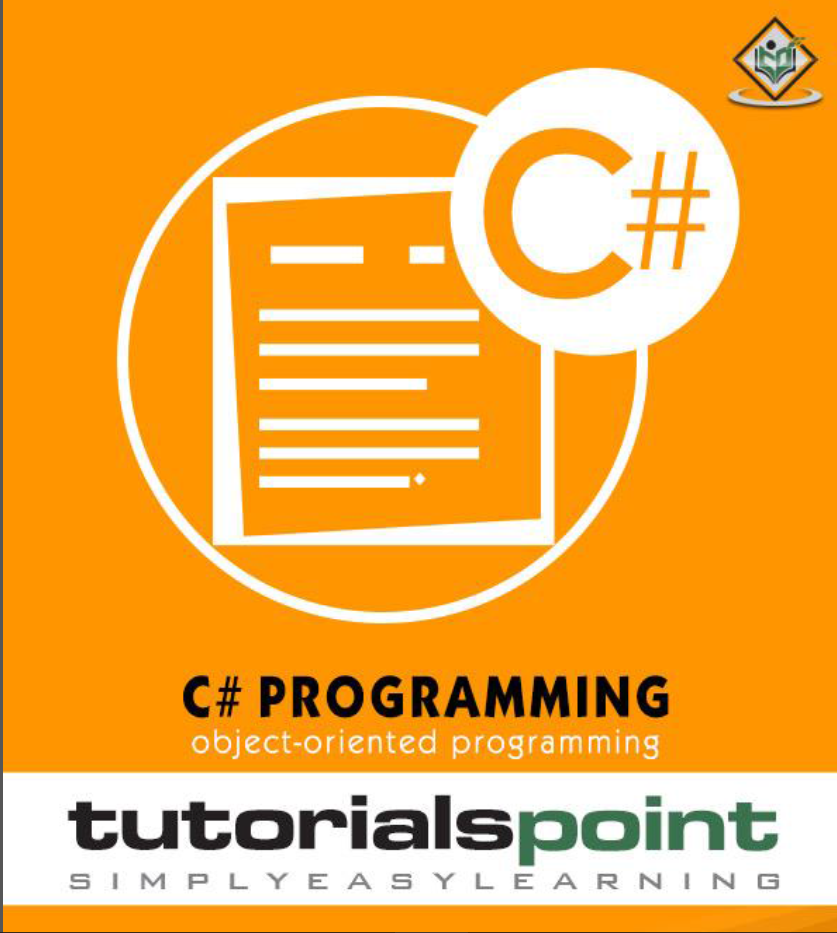 C#
C# PROGRAMMING
object-oriented programming
tutorialspoint
SIMPLYEASYLEARNING